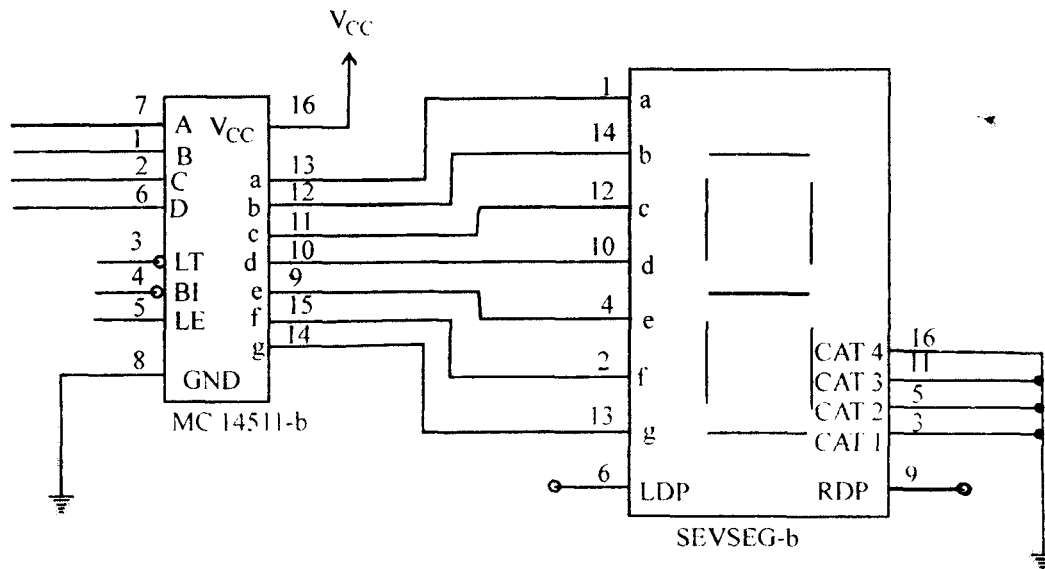 V_CC
7 A V_CC 16
1 B
2 C
6 D
a 13
b 12
c 11
d 10
e 9
f 15
g 14
3 LT
4 BI
5 LE
8 GND
MC 14511-b
1 a
14 b
12 c
10 d
4 e
2 f
13 g
6 LDP
CAT 4 16
CAT 3 11
CAT 2 5
CAT 1 3
RDP 9
SEVSEG-b